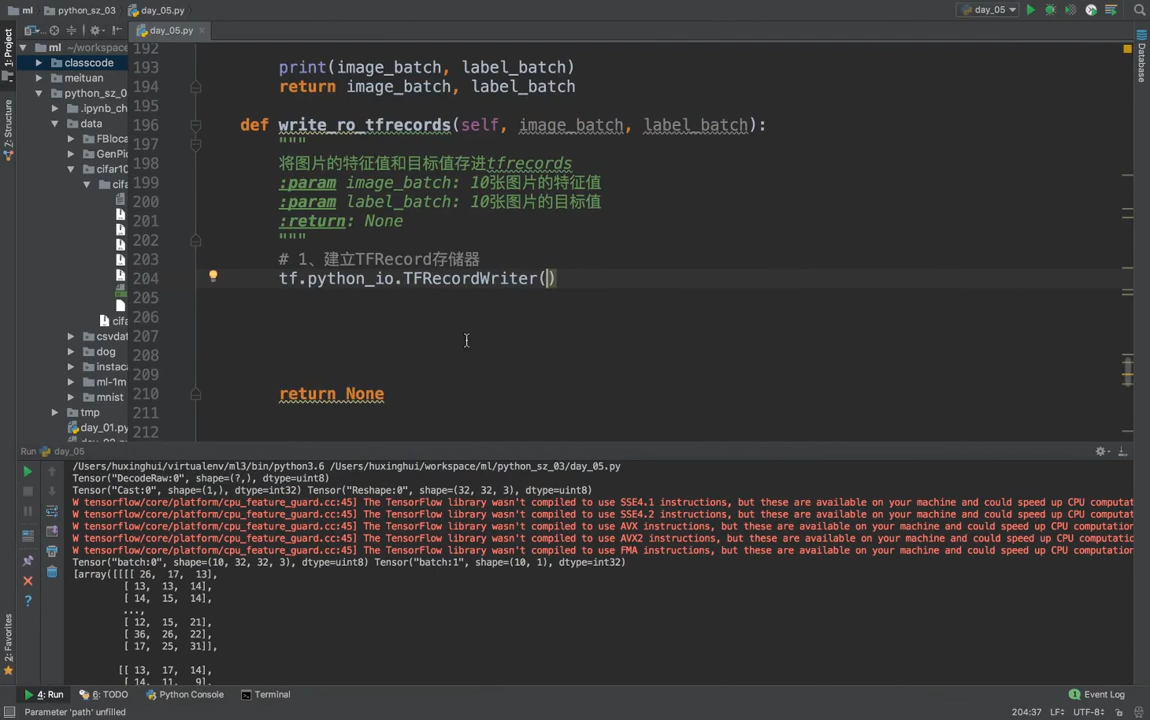 ml
python_sz_03
day_05.py
day_05
1: Project
day_05.py
Database
ml ~/workspace
classcode
meituan
python_sz_0
.ipynb_ch
data
FBloca
GenPic
cifar10
cifa
cifa
csvdat
dog
instaca
ml-1m
mnist
tmp
day_01.py
7: Structure
2: Favorites
192
193 print(image_batch, label_batch)
194 return image_batch, label_batch
195
196 def write_ro_tfrecords(self, image_batch, label_batch):
197 """
198 将图片的特征值和目标值存进tfrecords
199 :param image_batch: 10张图片的特征值
200 :param label_batch: 10张图片的目标值
201 :return: None
202 """
203 # 1、建立TFRecord存储器
204 tf.python_io.TFRecordWriter()
205
206
207
208
209
210 return None
211
212
Run day_05
/Users/huxinghui/virtualenv/ml3/bin/python3.6 /Users/huxinghui/workspace/ml/python_sz_03/day_05.py
Tensor("DecodeRaw:0", shape=(?,), dtype=uint8)
Tensor("Cast:0", shape=(1,), dtype=int32) Tensor("Reshape:0", shape=(32, 32, 3), dtype=uint8)
W tensorflow/core/platform/cpu_feature_guard.cc:45] The TensorFlow library wasn't compiled to use SSE4.1 instructions, but these are available on your machine and could speed up CPU computat
W tensorflow/core/platform/cpu_feature_guard.cc:45] The TensorFlow library wasn't compiled to use SSE4.2 instructions, but these are available on your machine and could speed up CPU computat
W tensorflow/core/platform/cpu_feature_guard.cc:45] The TensorFlow library wasn't compiled to use AVX instructions, but these are available on your machine and could speed up CPU computation
W tensorflow/core/platform/cpu_feature_guard.cc:45] The TensorFlow library wasn't compiled to use AVX2 instructions, but these are available on your machine and could speed up CPU computatio
W tensorflow/core/platform/cpu_feature_guard.cc:45] The TensorFlow library wasn't compiled to use FMA instructions, but these are available on your machine and could speed up CPU computation
Tensor("batch:0", shape=(10, 32, 32, 3), dtype=uint8) Tensor("batch:1", shape=(10, 1), dtype=int32)
[array([[[[ 26, 17, 13],
[ 13, 13, 14],
[ 14, 15, 14],
...,
[ 12, 15, 21],
[ 36, 26, 22],
[ 17, 25, 31]],
[[ 13, 17, 14],
[ 14, 11, 9],
4: Run
6: TODO
Python Console
Terminal
1 Event Log
Parameter 'path' unfilled
204:37
LF÷
UTF-8÷